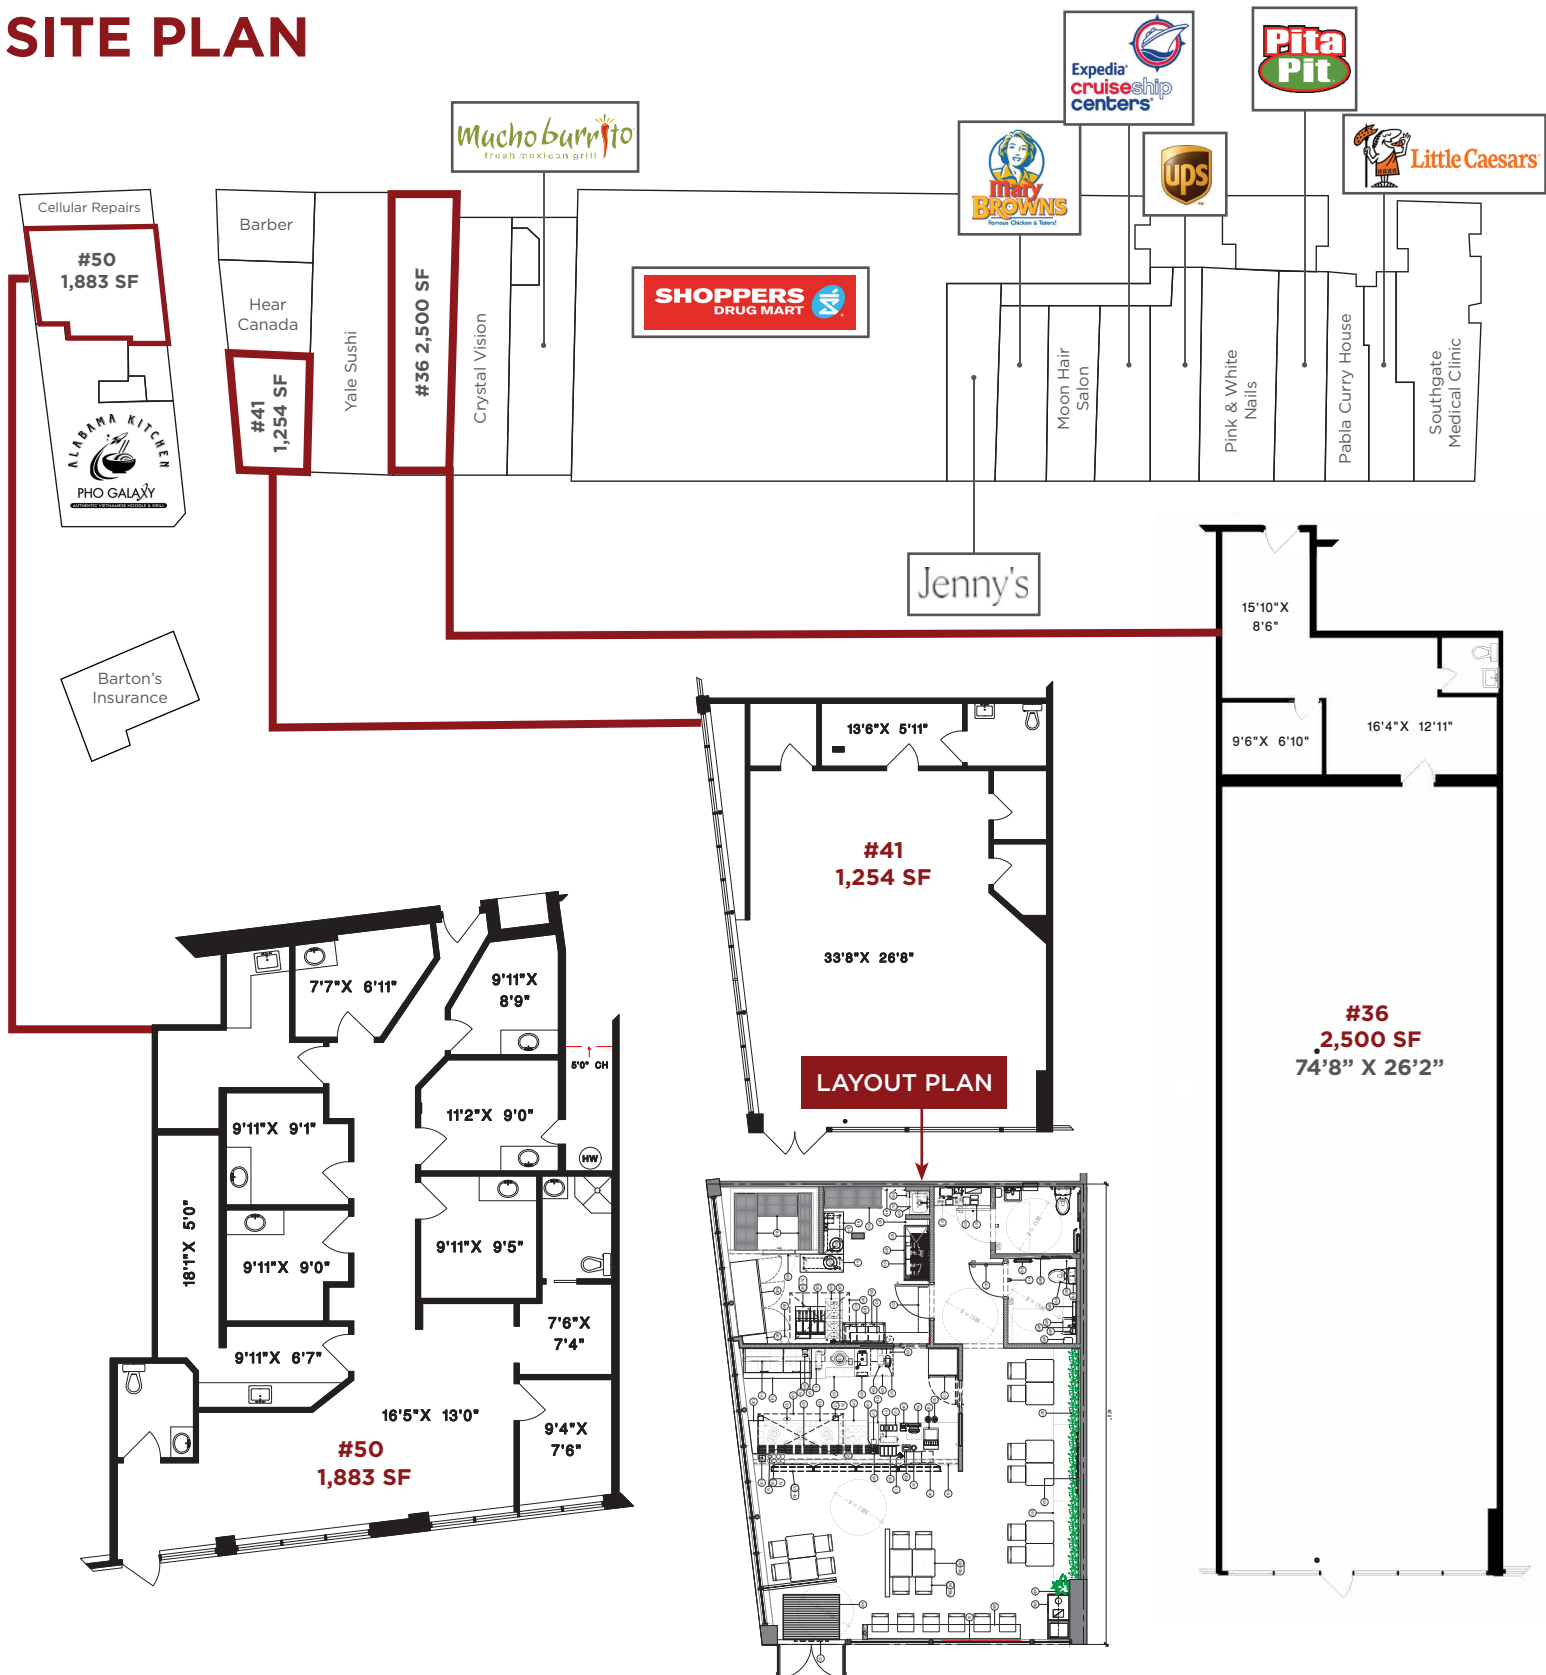 SITE PLAN
Expedia
cruiseship
centers
Pita
Pit
Mucho burrito
fresh mexican grill
Mary
BROWNS
Famous Chicken & Taters!
ups
Little Caesars
Cellular Repairs
#50
1,883 SF
Barber
Hear
Canada
#41
1,254 SF
Yale Sushi
#36 2,500 SF
Crystal Vision
SHOPPERS
DRUG MART
Moon Hair
Salon
Pink & White
Nails
Pabla Curry House
Southgate
Medical Clinic
ALABAMA KITCHEN
PHO GALAXY
AUTHENTIC VIETNAMESE NOODLE & GRILL
Jenny's
Barton's
Insurance
15'10"X
8'6"
9'6"X 6'10"
16'4"X 12'11"
#36
2,500 SF
74'8" X 26'2"
13'6"X 5'11"
#41
1,254 SF
33'8"X 26'8"
LAYOUT PLAN
7'7"X 6'11"
9'11"X
8'9"
5'0" CH
11'2"X 9'0"
HW
9'11"X 9'1"
18'1"X 5'0"
9'11"X 9'0"
9'11"X 9'5"
7'6"X
7'4"
9'11"X 6'7"
16'5"X 13'0"
9'4"X
7'6"
#50
1,883 SF